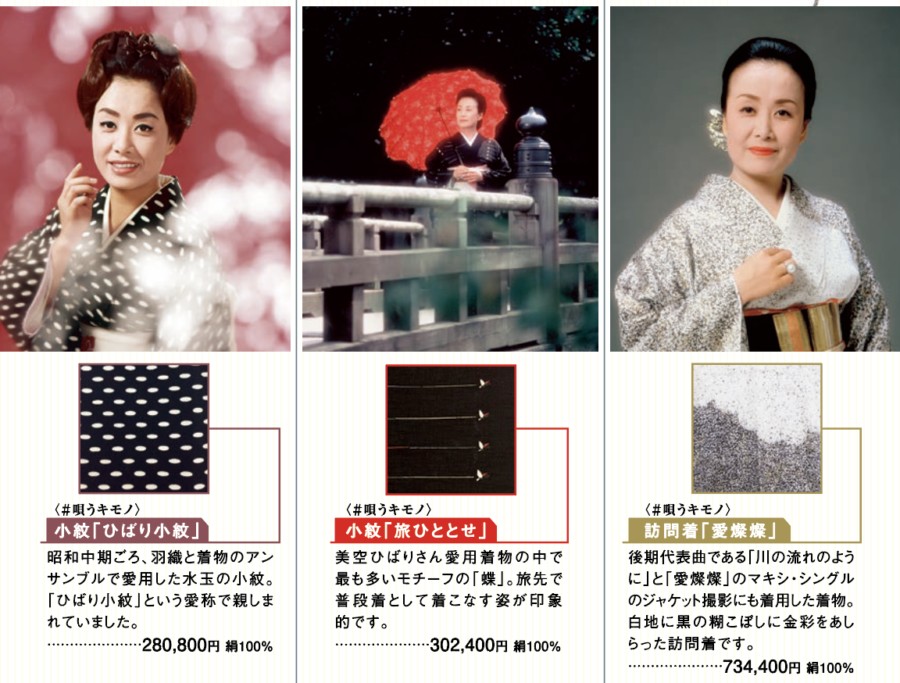 〈#唄うキモノ〉
小紋「ひばり小紋」
昭和中期ごろ、羽織と着物のアン
サンブルで愛用した水玉の小紋。
「ひばり小紋」という愛称で親しま
れていました。
…………………280,800円 絹100%
〈#唄うキモノ〉
小紋「旅ひととせ」
美空ひばりさん愛用着物の中で
最も多いモチーフの「蝶」。旅先で
普段着として着こなす姿が印象
的です。
…………………302,400円 絹100%
〈#唄うキモノ〉
訪問着「愛燦燦」
後期代表曲である「川の流れのよう
に」と「愛燦燦」のマキシ・シングル
のジャケット撮影にも着用した着物。
白地に黒の糊こぼしに金彩をあし
らった訪問着です。
…………………734,400円 絹100%